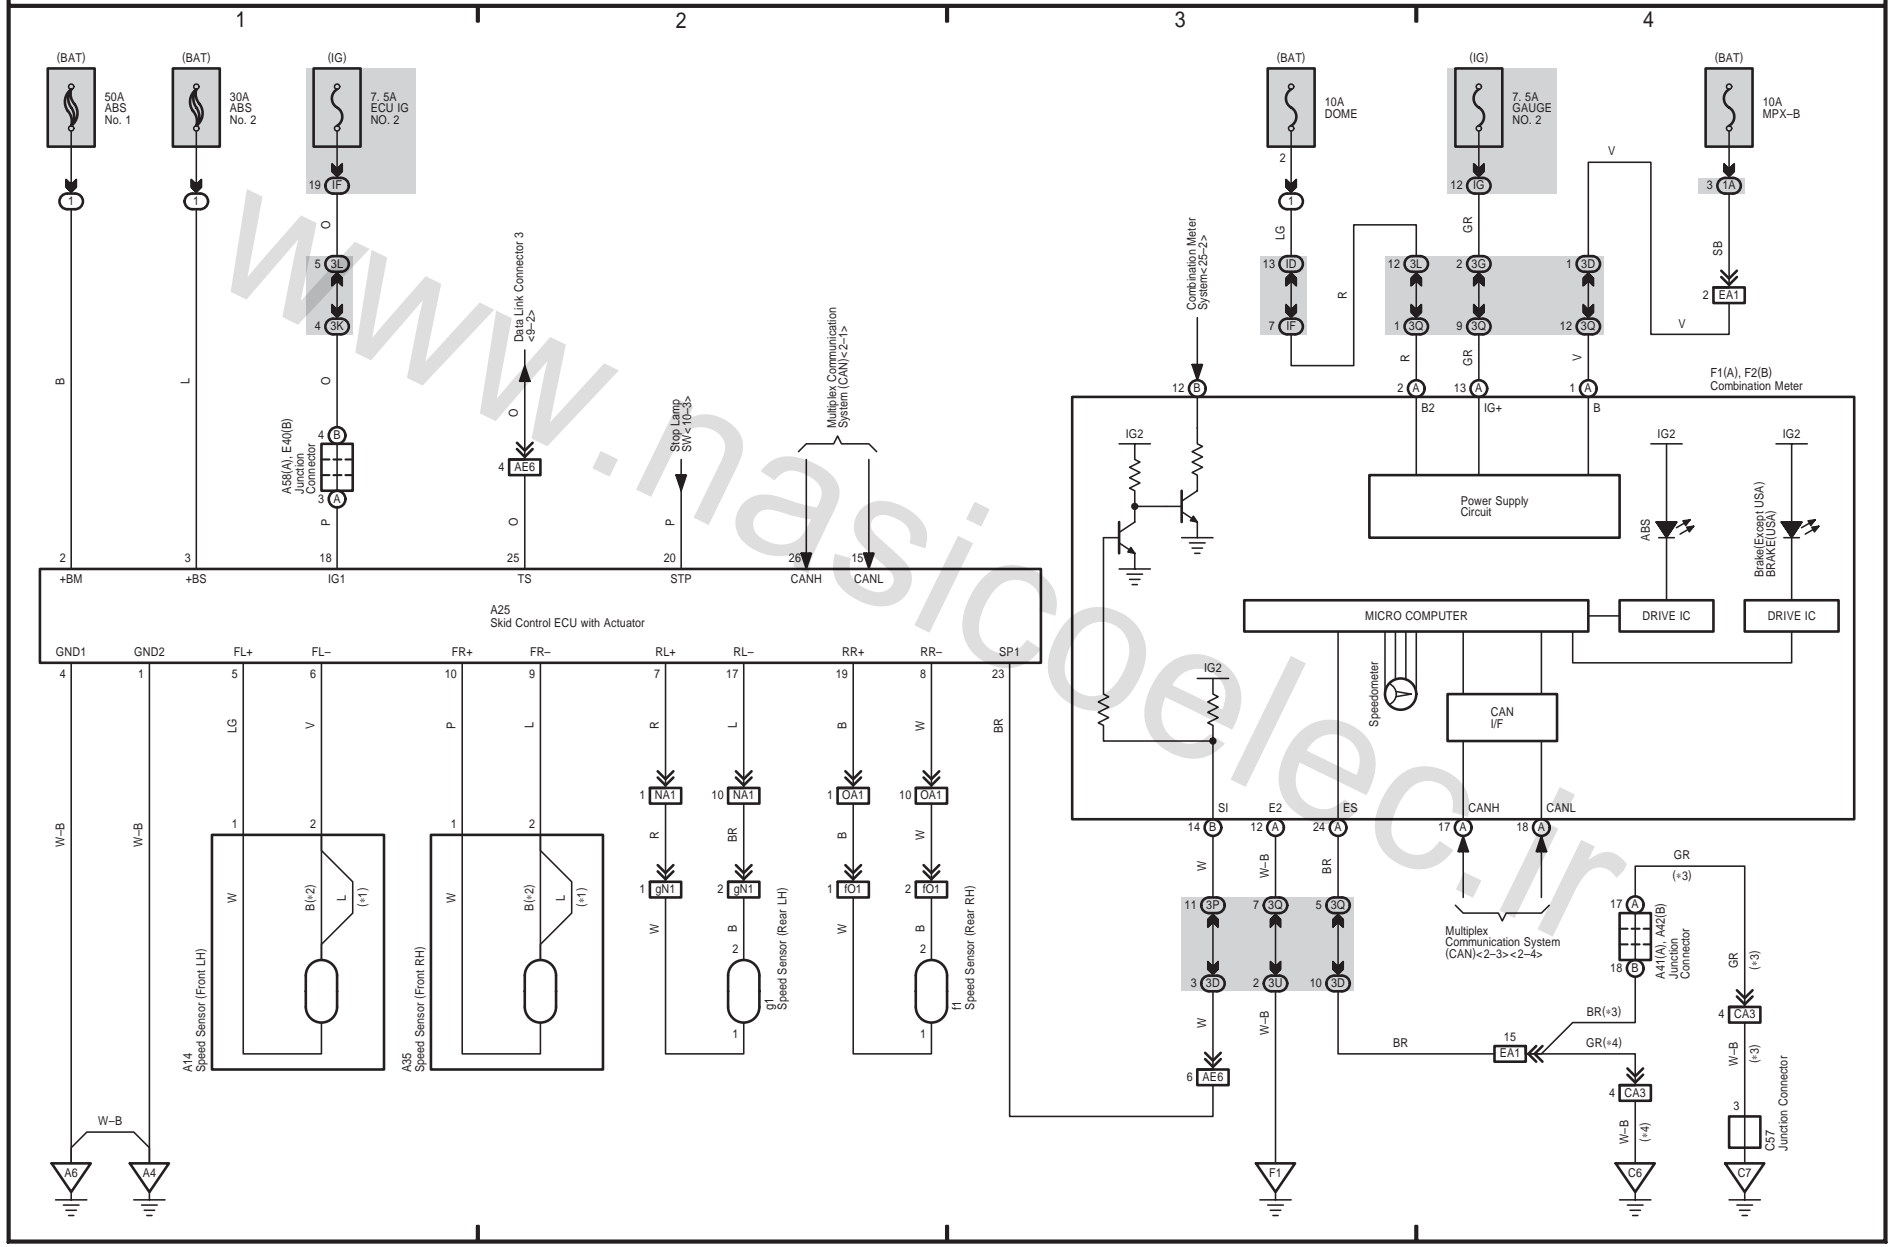 1
2
3
4
(BAT)
50A
ABS
No. 1
(BAT)
30A
ABS
No. 2
(IG)
7. 5A
ECU IG
NO. 2
(BAT)
10A
DOME
(IG)
7. 5A
GAUGE
NO. 2
(BAT)
10A
MPX–B
1
1
19 IF
2
1
12 IG
3 1A
V
O
LG
GR
SB
5 3L
4 3K
13 ID
7 IF
R
12 3L
2 3G
1 3D
1 3Q
9 3Q
12 3Q
2 EA1
V
Data Link Connector 3
<9–2>
Combination Meter
System<25–2>
Multiplex Communication
System (CAN)<2–1>
Stop Lamp
SW<10–3>
B
L
O
O
R
GR
V
F1(A), F2(B)
Combination Meter
12 B
2 A
13 A
1 A
B2
IG+
B
4 B
A58(A), E40(B)
Junction
Connector
3 A
P
4 AE6
O
P
IG2
IG2
IG2
Power Supply
Circuit
ABS
Brake(Except USA)
BRAKE(USA)
2
3
18
25
20
26
15
+BM
+BS
IG1
TS
STP
CANH
CANL
A25
Skid Control ECU with Actuator
MICRO COMPUTER
DRIVE IC
DRIVE IC
GND1
GND2
FL+
FL–
FR+
FR–
RL+
RL–
RR+
RR–
SP1
4
1
5
6
10
9
7
17
19
8
23
IG2
Speedometer
CAN
I/F
LG
V
P
L
R
L
B
W
BR
1 NA1
10 NA1
1 OA1
10 OA1
SI
E2
ES
CANH
CANL
14 B
12 A
24 A
17 A
18 A
W–B
W–B
1
2
1
2
R
BR
B
W
W
W–B
BR
W
B(*2)
L
(*1)
W
B(*2)
L
(*1)
1 gN1
2 gN1
1 fO1
2 fO1
W
B
W
B
2
2
1
1
g1
Speed Sensor (Rear LH)
f1
Speed Sensor (Rear RH)
A14
Speed Sensor (Front LH)
A35
Speed Sensor (Front RH)
11 3P
7 3Q
5 3Q
3 3D
2 3U
10 3D
Multiplex
Communication System
(CAN)<2–3><2–4>
GR
(*3)
17 A
18 B
A41(A), A42(B)
Junction
Connector
GR
(*3)
4 CA3
BR(*3)
W
W–B
6 AE6
BR
15
EA1
GR(*4)
4 CA3
W–B
(*3)
W–B
(*4)
3
C57
Junction Connector
W–B
A6
A4
F1
C6
C7
www.nasicoelec.ir